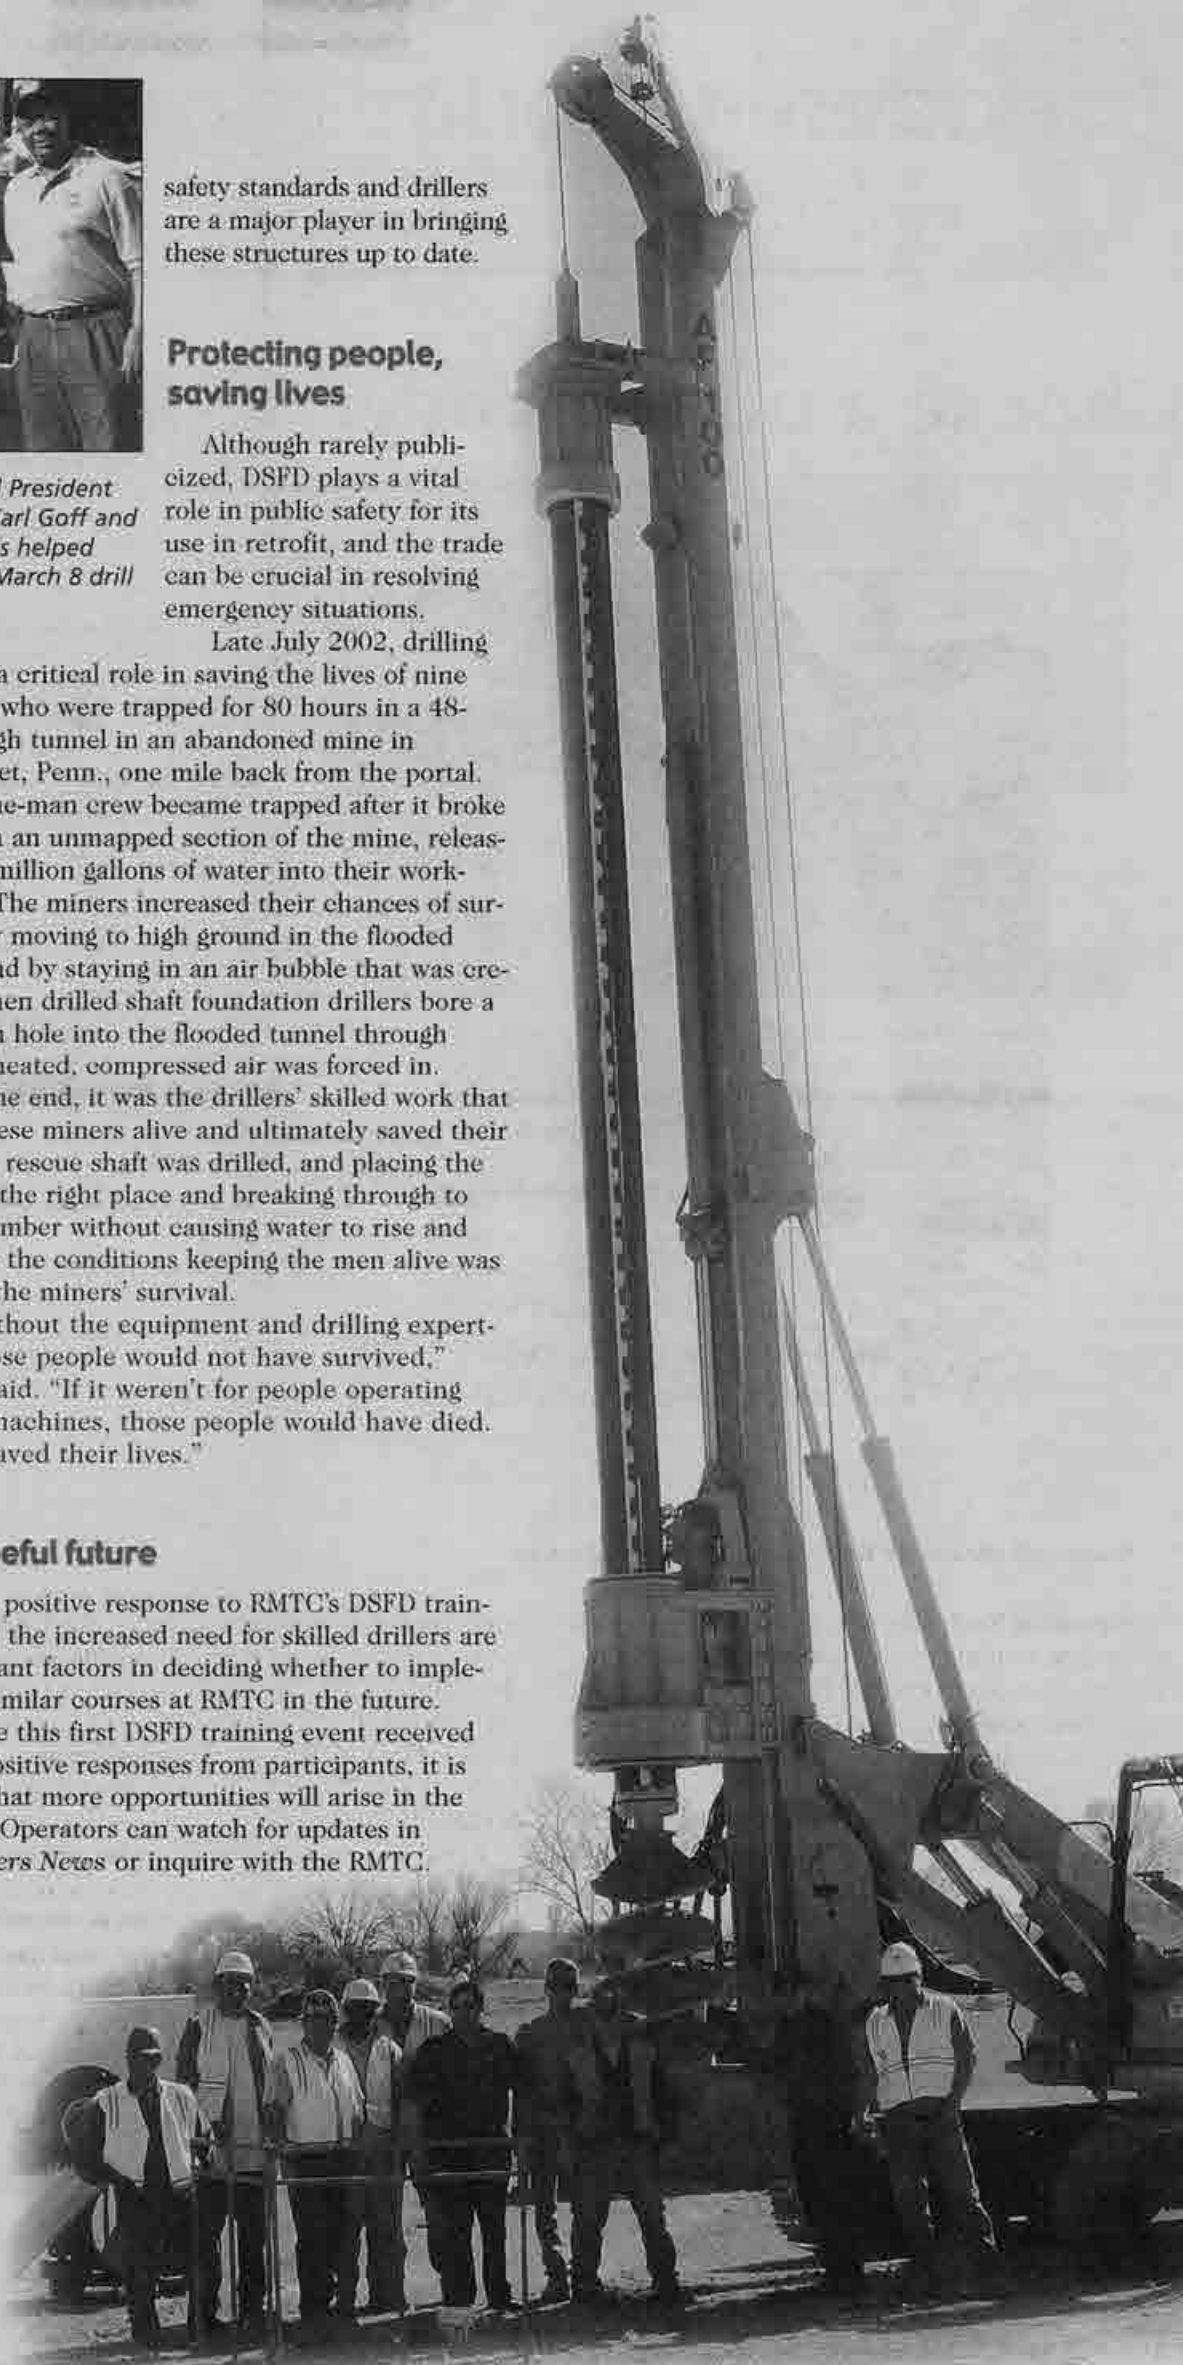 safety standards and drillers
are a major player in bringing
these structures up to date.
Protecting people,
saving lives
Although rarely publi-
cized, DSFD plays a vital
role in public safety for its
use in retrofit, and the trade
can be crucial in resolving
emergency situations.
Late July 2002, drilling
a critical role in saving the lives of nine
who were trapped for 80 hours in a 48-
gh tunnel in an abandoned mine in
et, Penn., one mile back from the portal.
ne-man crew became trapped after it broke
an unmapped section of the mine, releas-
million gallons of water into their work-
The miners increased their chances of sur-
moving to high ground in the flooded
nd by staying in an air bubble that was cre-
hen drilled shaft foundation drillers bore a
hole into the flooded tunnel through
heated, compressed air was forced in.
he end, it was the drillers' skilled work that
ese miners alive and ultimately saved their
rescue shaft was drilled, and placing the
the right place and breaking through to
mber without causing water to rise and
the conditions keeping the men alive was
the miners' survival.
thout the equipment and drilling expert-
se people would not have survived,"
aid. "If it weren't for people operating
machines, those people would have died.
aved their lives."
eful future
positive response to RMTC's DSFD train-
the increased need for skilled drillers are
ant factors in deciding whether to imple-
milar courses at RMTC in the future.
e this first DSFD training event received
ositive responses from participants, it is
hat more opportunities will arise in the
Operators can watch for updates in
ers News or inquire with the RMTC.
President
arl Goff and
s helped
March 8 drill